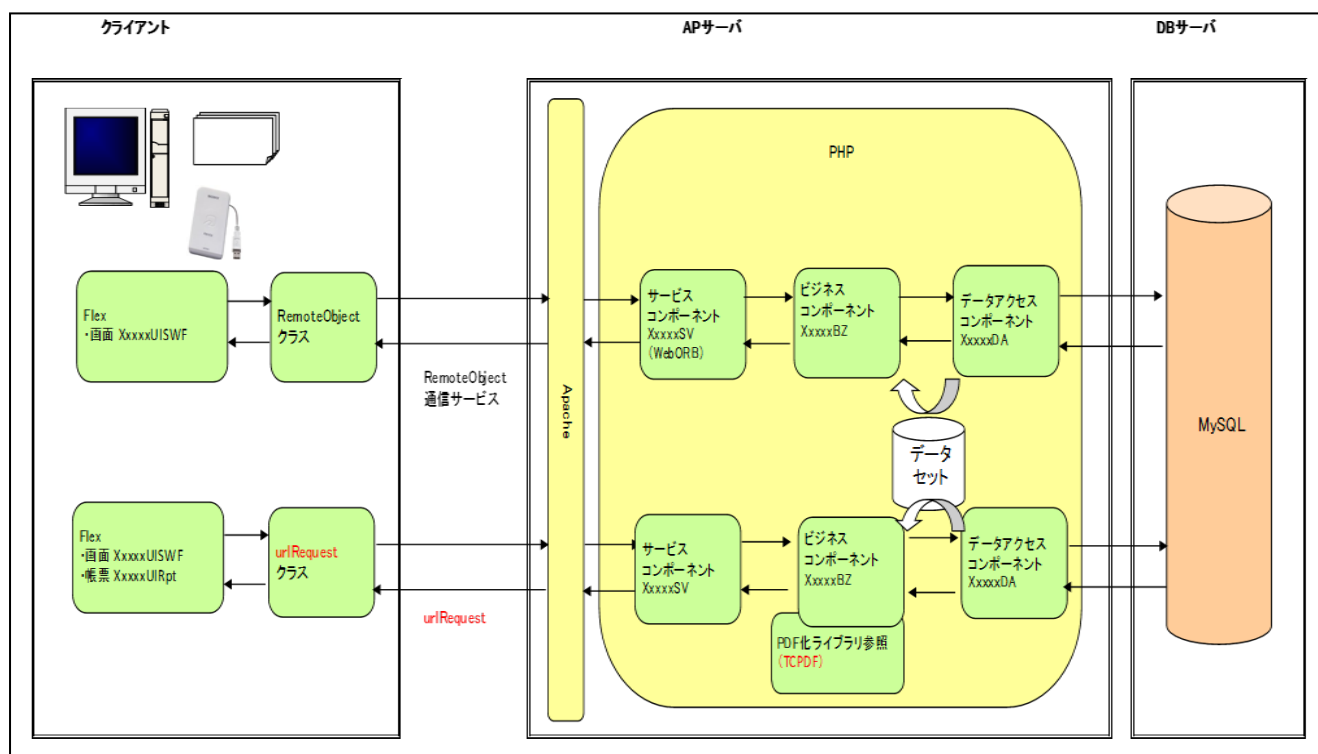 クライアント
APサーバ
DBサーバ
PHP
Flex
・画面 XxxxxUISWF
RemoteObject
クラス
RemoteObject
通信サービス
Apache
サービス
コンポーネント
XxxxxSV
(WebORB)
ビジネス
コンポーネント
XxxxxBZ
データアクセス
コンポーネント
XxxxxDA
データ
セット
MySQL
Flex
・画面 XxxxxUISWF
・帳票 XxxxxUIRpt
urlRequest
クラス
urlRequest
サービス
コンポーネント
XxxxxSV
ビジネス
コンポーネント
XxxxxBZ
PDF化ライブラリ参照
(TCPDF)
データアクセス
コンポーネント
XxxxxDA